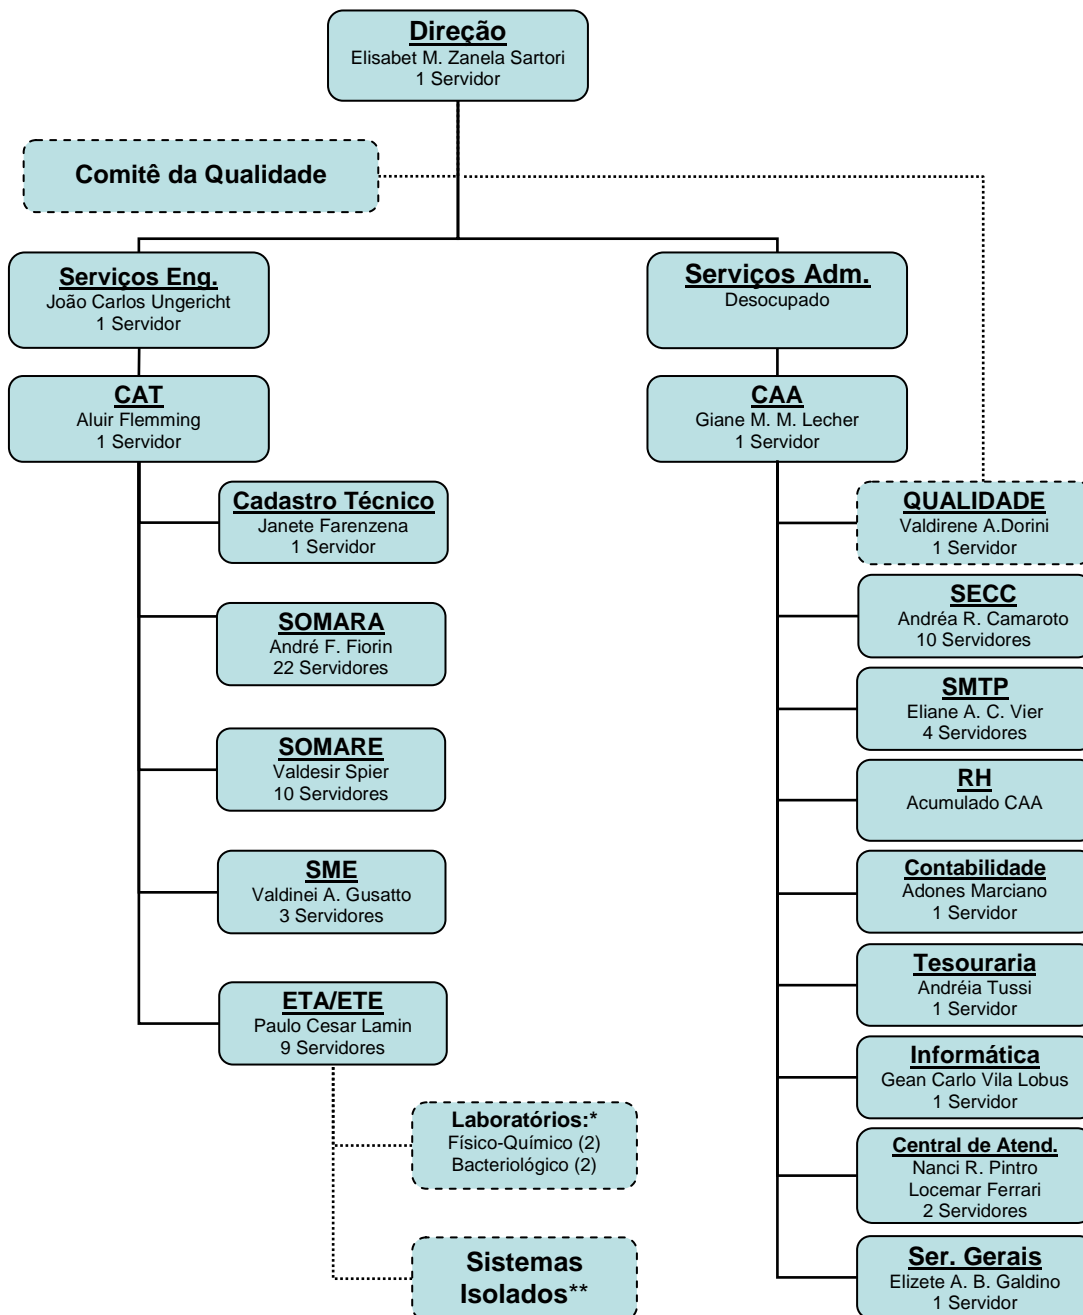 Direção
Elisabet M. Zanela Sartori
1 Servidor
Comitê da Qualidade
Serviços Eng.
João Carlos Ungericht
1 Servidor
Serviços Adm.
Desocupado
CAT
Aluir Flemming
1 Servidor
CAA
Giane M. M. Lecher
1 Servidor
Cadastro Técnico
Janete Farenzena
1 Servidor
SOMARA
André F. Fiorin
22 Servidores
SOMARE
Valdesir Spier
10 Servidores
SME
Valdinei A. Gusatto
3 Servidores
ETA/ETE
Paulo Cesar Lamin
9 Servidores
Laboratórios:*
Físico-Químico (2)
Bacteriológico (2)
Sistemas
Isolados**
QUALIDADE
Valdirene A.Dorini
1 Servidor
SECC
Andréa R. Camaroto
10 Servidores
SMTP
Eliane A. C. Vier
4 Servidores
RH
Acumulado CAA
Contabilidade
Adones Marciano
1 Servidor
Tesouraria
Andréia Tussi
1 Servidor
Informática
Gean Carlo Vila Lobus
1 Servidor
Central de Atend.
Nanci R. Pintro
Locemar Ferrari
2 Servidores
Ser. Gerais
Elizete A. B. Galdino
1 Servidor